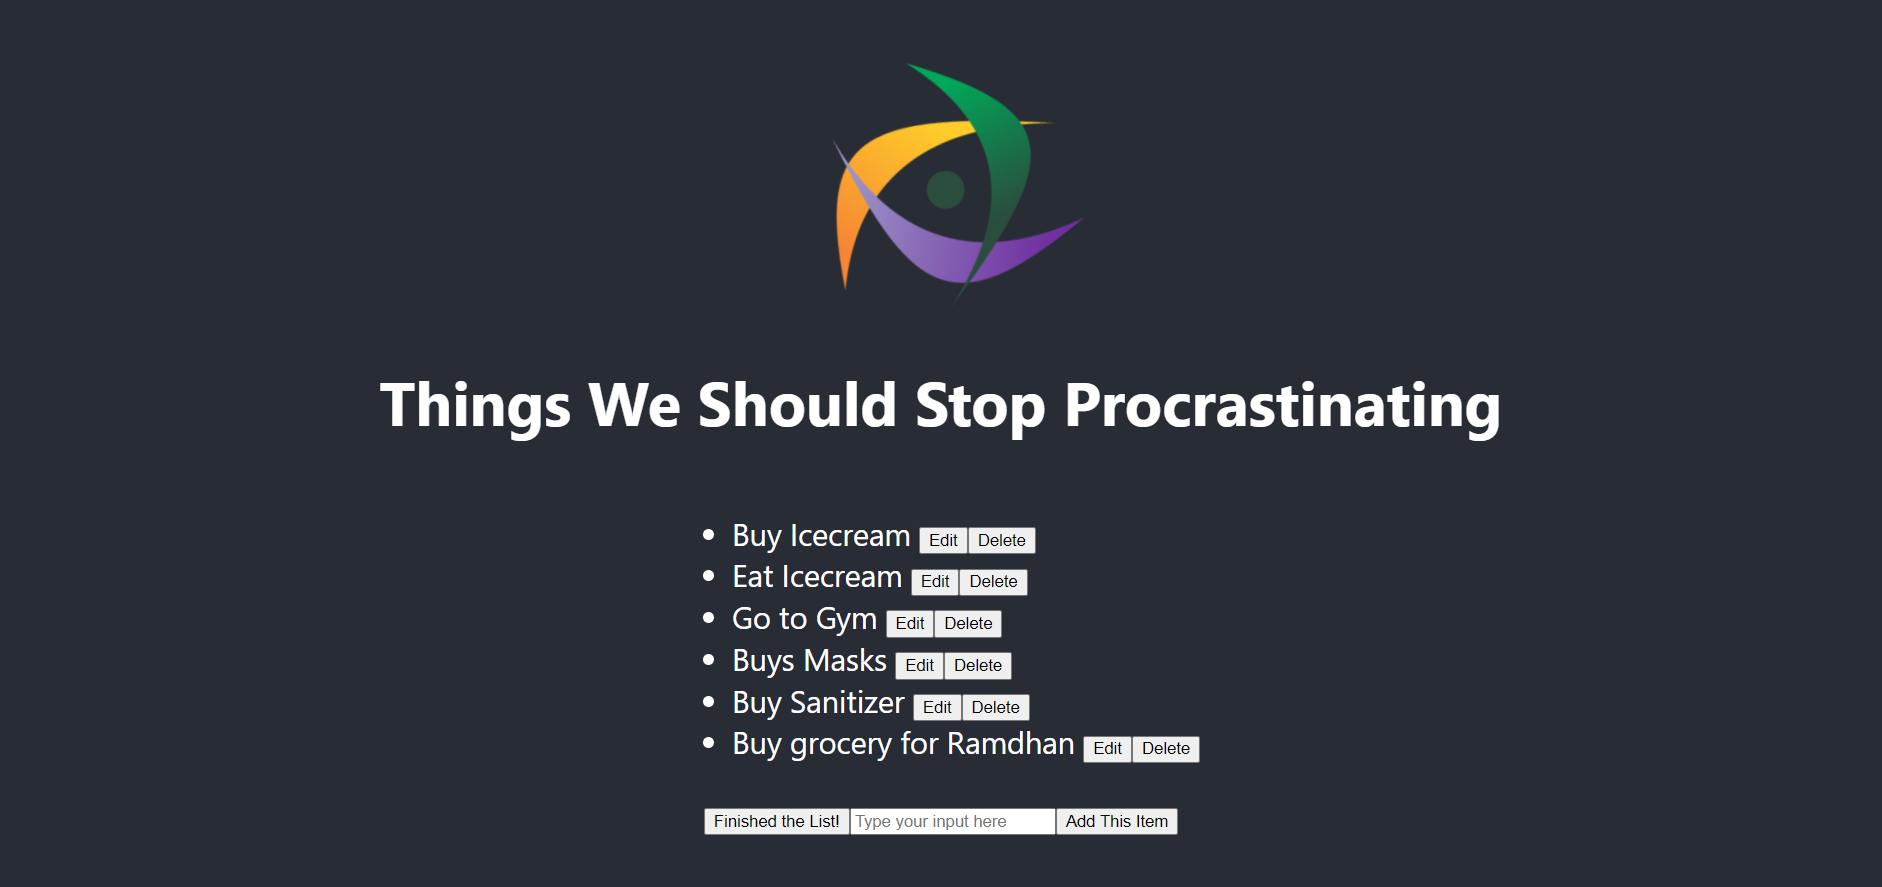 Things We Should Stop Procrastinating
Buy Icecream Edit Delete
Eat Icecream Edit Delete
Go to Gym Edit Delete
Buys Masks Edit Delete
Buy Sanitizer Edit Delete
Buy grocery for Ramdhan Edit Delete
Finished the List! Type your input here Add This Item